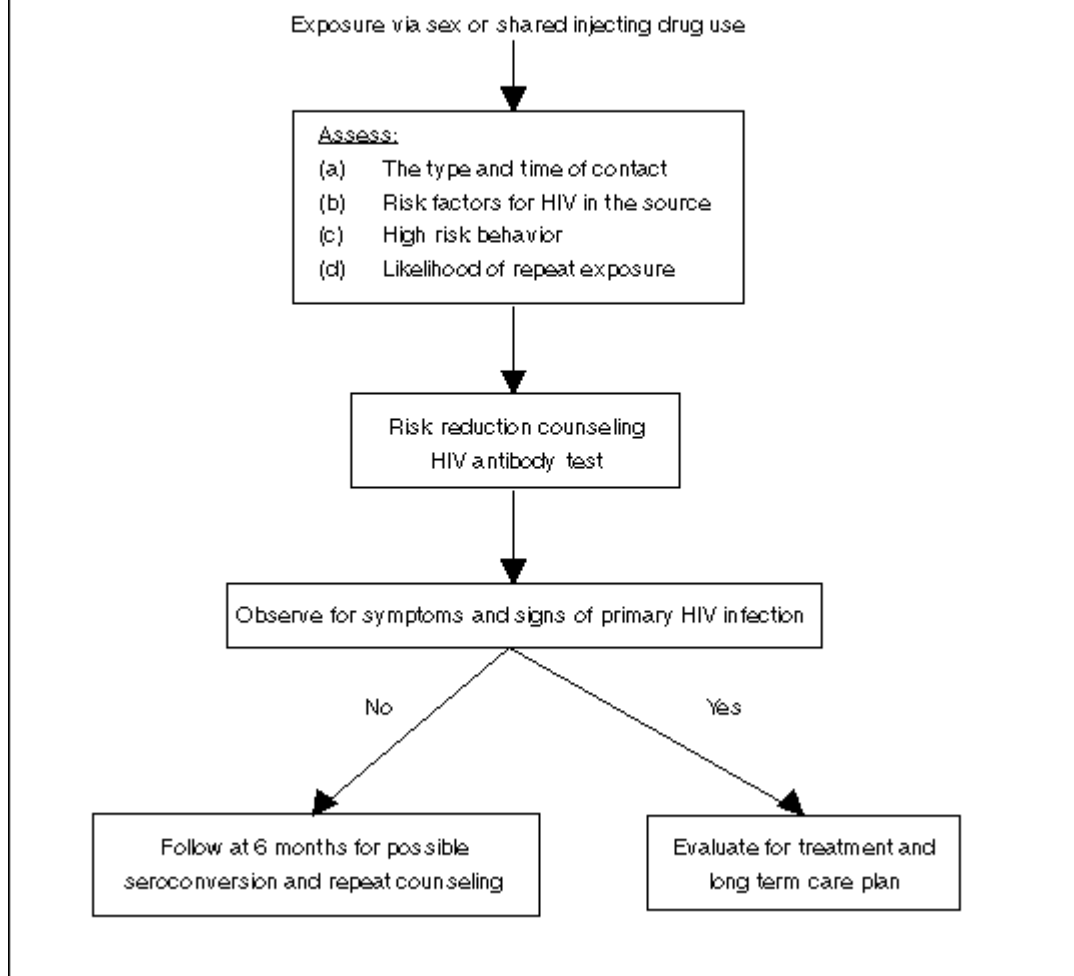 Exposure via sex or shared injecting drug use
Assess:
(a) The type and time of contact
(b) Risk factors for HIV in the source
(c) High risk behavior
(d) Likelihood of repeat exposure
Risk reduction counseling
HIV antibody test
Observe for symptoms and signs of primary HIV infection
No
Yes
Follow at 6 months for possible
seroconversion and repeat counseling
Evaluate for treatment and
long term care plan